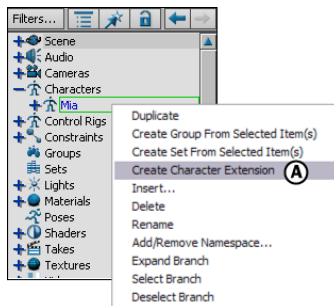 Filters...
Scene
Audio
Cameras
Characters
Mia
Control Rigs
Constraints
Groups
Sets
Lights
Materials
Poses
Shaders
Takes
Textures
Duplicate
Create Group From Selected Item(s)
Create Set From Selected Item(s)
Create Character Extension A
Insert...
Delete
Rename
Add/Remove Namespace...
Expand Branch
Select Branch
Deselect Branch